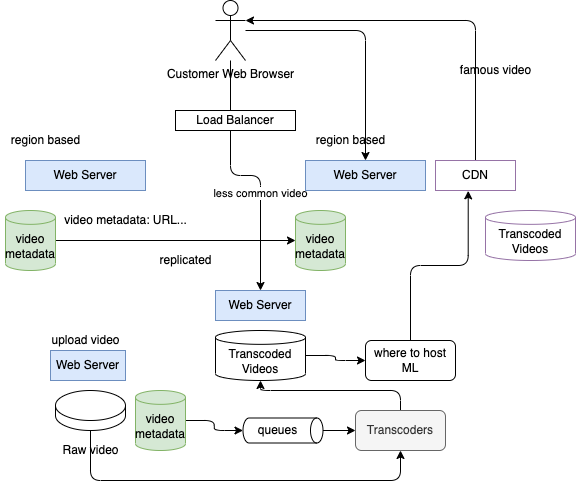 famous video
Customer Web Browser
Load Balancer
region based
region based
Web Server
Web Server
CDN
less common video
video metadata: URL...
video
metadata
video
metadata
Transcoded
Videos
replicated
Web Server
upload video
Web Server
Transcoded
Videos
where to host
ML
Raw video
video
metadata
queues
Transcoders